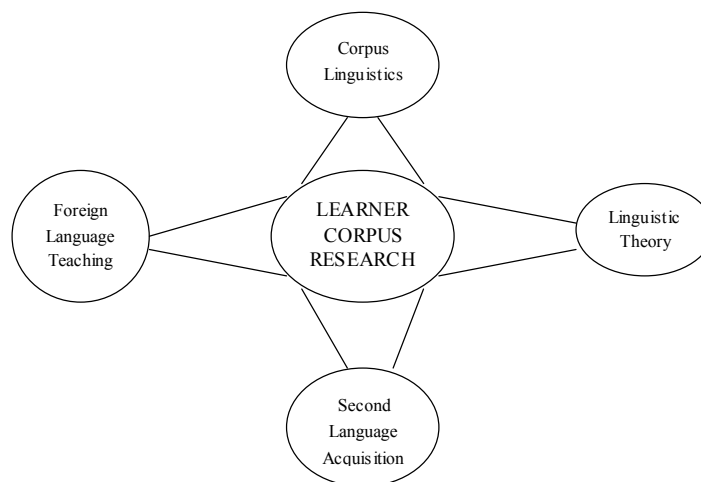 Corpus
Linguistics
Foreign
Language
Teaching
LEARNER
CORPUS
RESEARCH
Linguistic
Theory
Second
Language
Acquisition